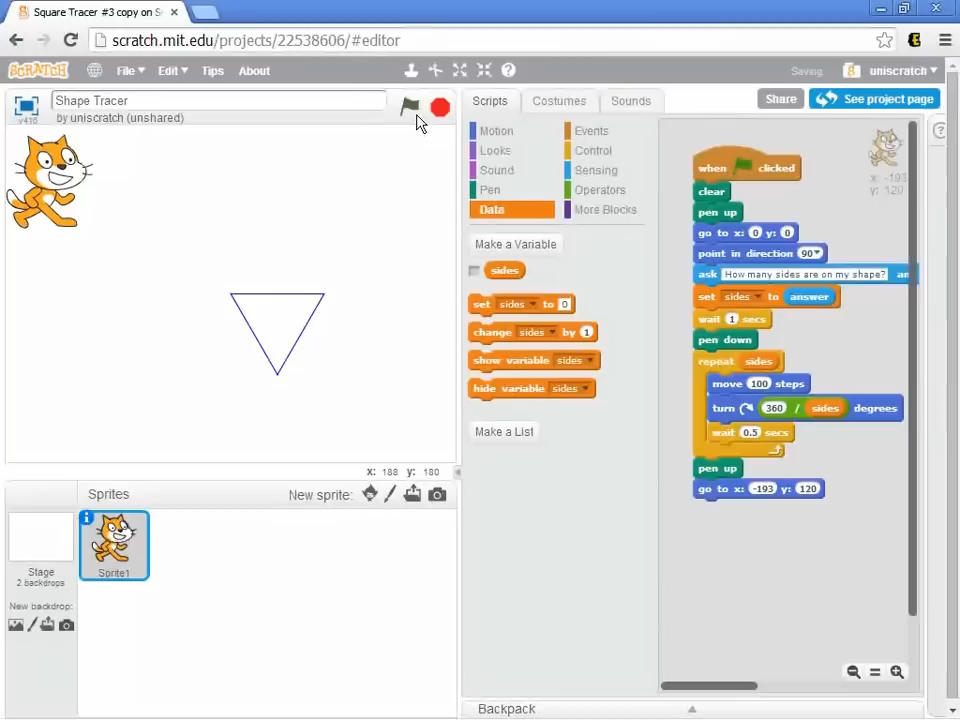 Square Tracer #3 copy on S
scratch.mit.edu/projects/22538606/#editor
SCRATCH
File Edit Tips About
Saving
uniscratch
v416
Shape Tracer
by uniscratch (unshared)
Scripts Costumes Sounds
Share
See project page
Motion
Looks
Sound
Pen
Data
Events
Control
Sensing
Operators
More Blocks
Make a Variable
sides
set sides to 0
change sides by 1
show variable sides
hide variable sides
Make a List
x: -193
y: 120
when clicked
clear
pen up
go to x: 0 y: 0
point in direction 90
ask How many sides are on my shape? an
set sides to answer
wait 1 secs
pen down
repeat sides
move 100 steps
turn 360 / sides degrees
wait 0.5 secs
pen up
go to x: -193 y: 120
x: 188 y: 180
Sprites
New sprite:
Sprite1
Stage
2 backdrops
New backdrop:
Backpack